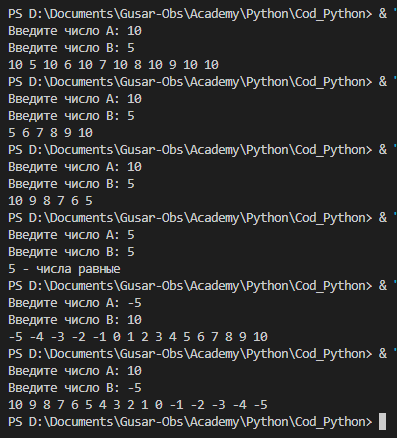 PS D:\Documents\Gusar-Obs\Academy\Python\Cod_Python> & '
Введите число A: 10
Введите число B: 5
10 5 10 6 10 7 10 8 10 9 10 10
PS D:\Documents\Gusar-Obs\Academy\Python\Cod_Python> & '
Введите число A: 10
Введите число B: 5
5 6 7 8 9 10
PS D:\Documents\Gusar-Obs\Academy\Python\Cod_Python> & '
Введите число A: 10
Введите число B: 5
10 9 8 7 6 5
PS D:\Documents\Gusar-Obs\Academy\Python\Cod_Python> & '
Введите число A: 5
Введите число B: 5
5 - числа равные
PS D:\Documents\Gusar-Obs\Academy\Python\Cod_Python> & '
Введите число A: -5
Введите число B: 10
-5 -4 -3 -2 -1 0 1 2 3 4 5 6 7 8 9 10
PS D:\Documents\Gusar-Obs\Academy\Python\Cod_Python> & '
Введите число A: 10
Введите число B: -5
10 9 8 7 6 5 4 3 2 1 0 -1 -2 -3 -4 -5
PS D:\Documents\Gusar-Obs\Academy\Python\Cod_Python>